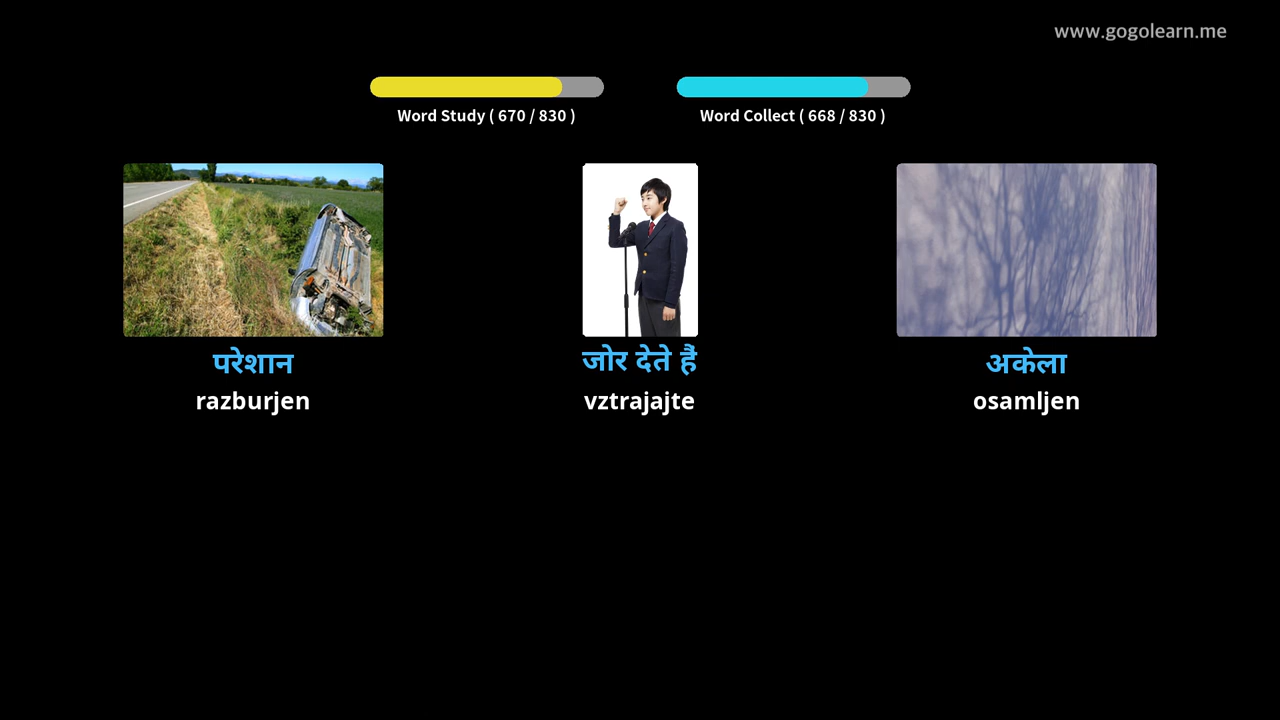 www.gogolearn.me
Word Study ( 670 / 830 )
Word Collect ( 668 / 830 )
परेशान
जोर देते हैं
अकेला
razburjen
vztrajajte
osamljen